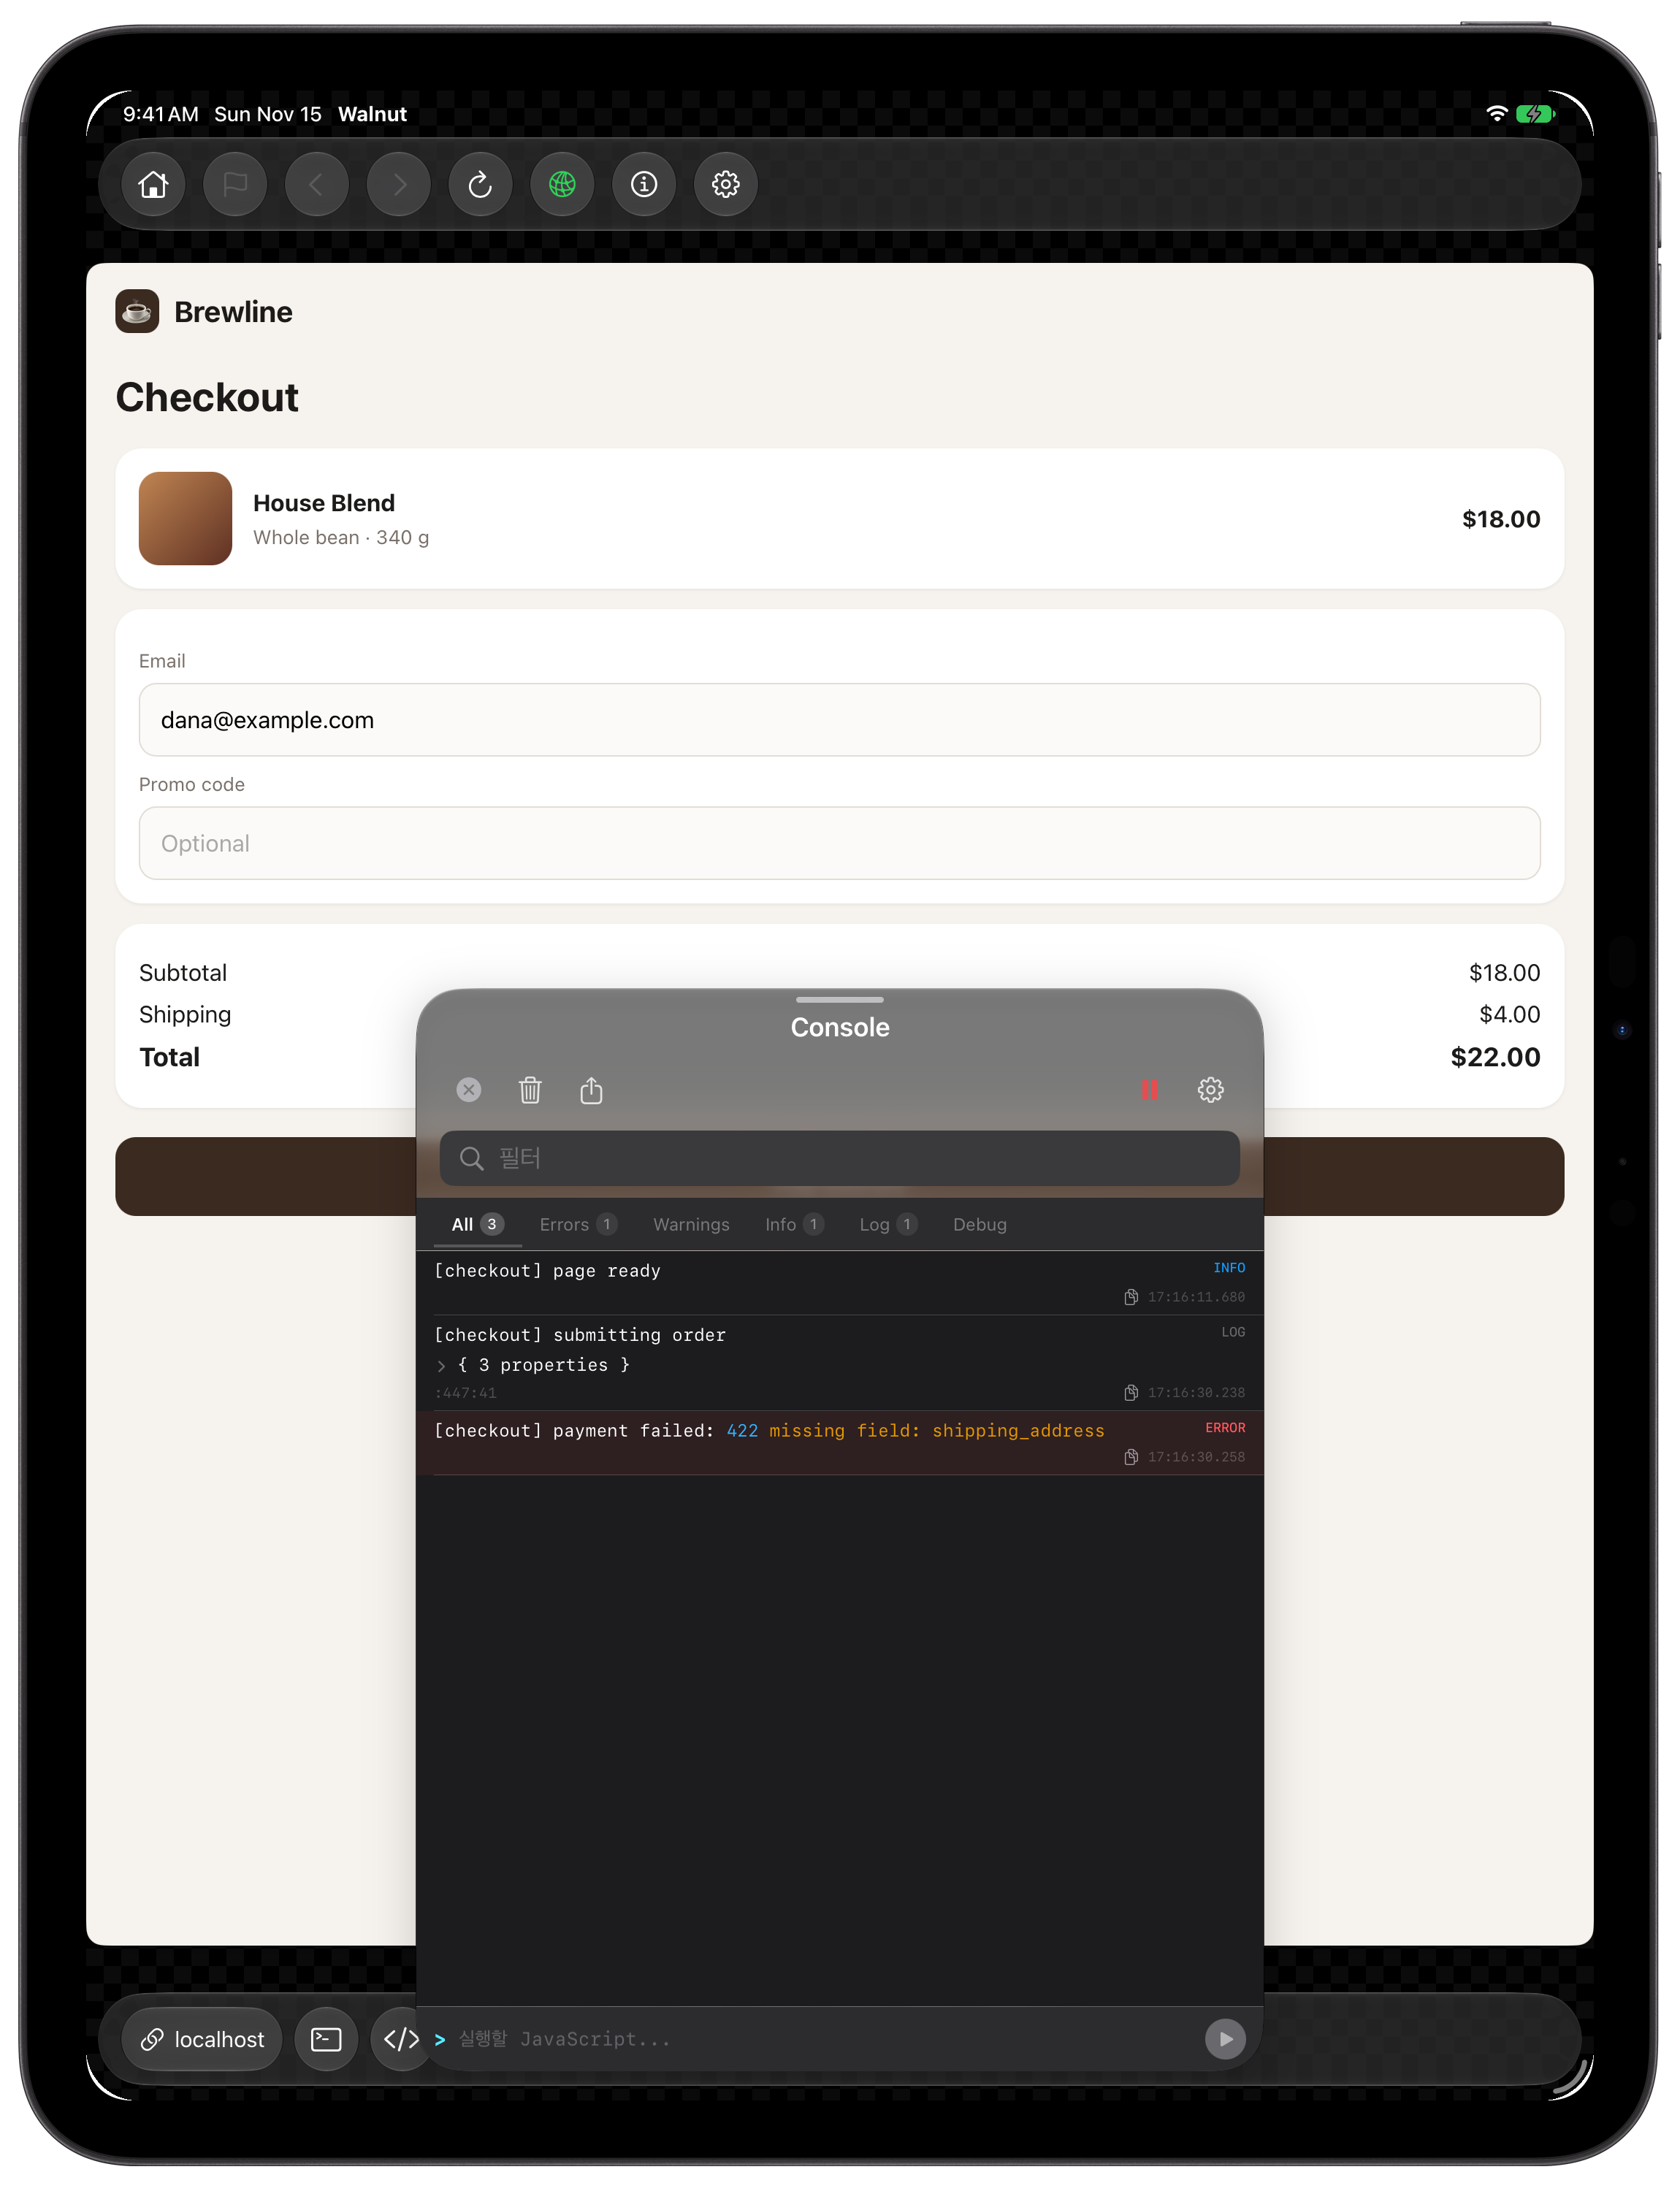 9:41 AM Sun Nov 15 Walnut
Brewline
Checkout
House Blend
Whole bean · 340 g
$18.00
Email
dana@example.com
Promo code
Optional
Subtotal $18.00
Shipping $4.00
Total $22.00
Console
필터
All 3 Errors 1 Warnings Info 1 Log 1 Debug
[checkout] page ready INFO
17:16:11.680
[checkout] submitting order LOG
> { 3 properties }
:447:41 17:16:30.238
[checkout] payment failed: 422 missing field: shipping_address ERROR
17:16:30.258
localhost
> 실행할 JavaScript...